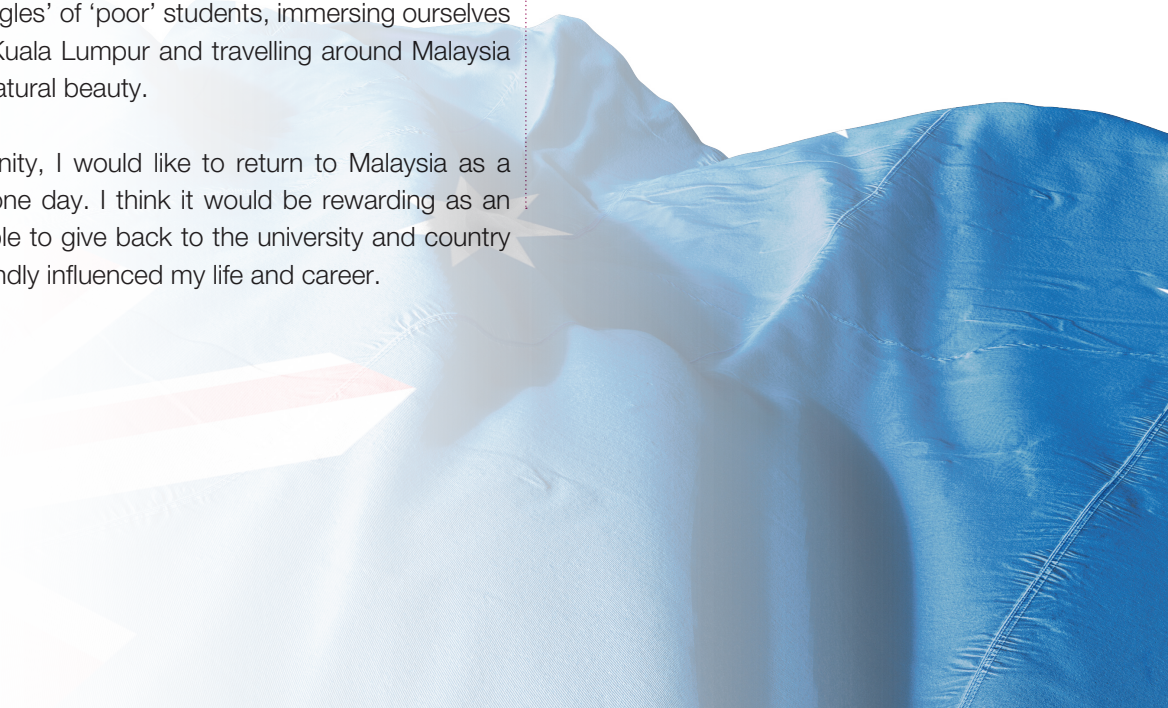 gles’ of ‘poor’ students, immersing ourselves
Kuala Lumpur and travelling around Malaysia
atural beauty.
nity, I would like to return to Malaysia as a
one day. I think it would be rewarding as an
ble to give back to the university and country
ndly influenced my life and career.